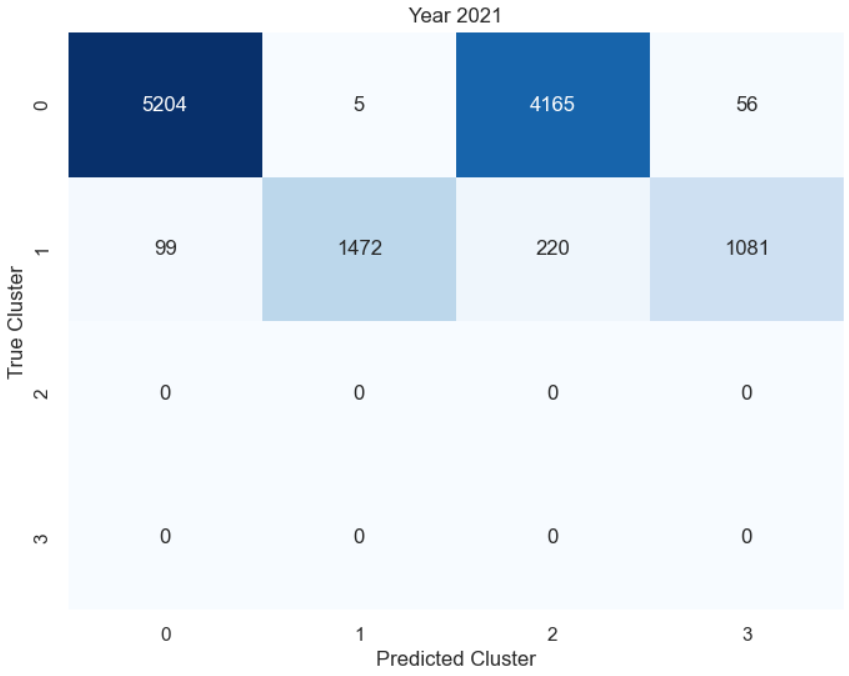 Year 2021
0 5204 5 4165 56
1 99 1472 220 1081
2 0 0 0 0
3 0 0 0 0
True Cluster
0 1 2 3
Predicted Cluster